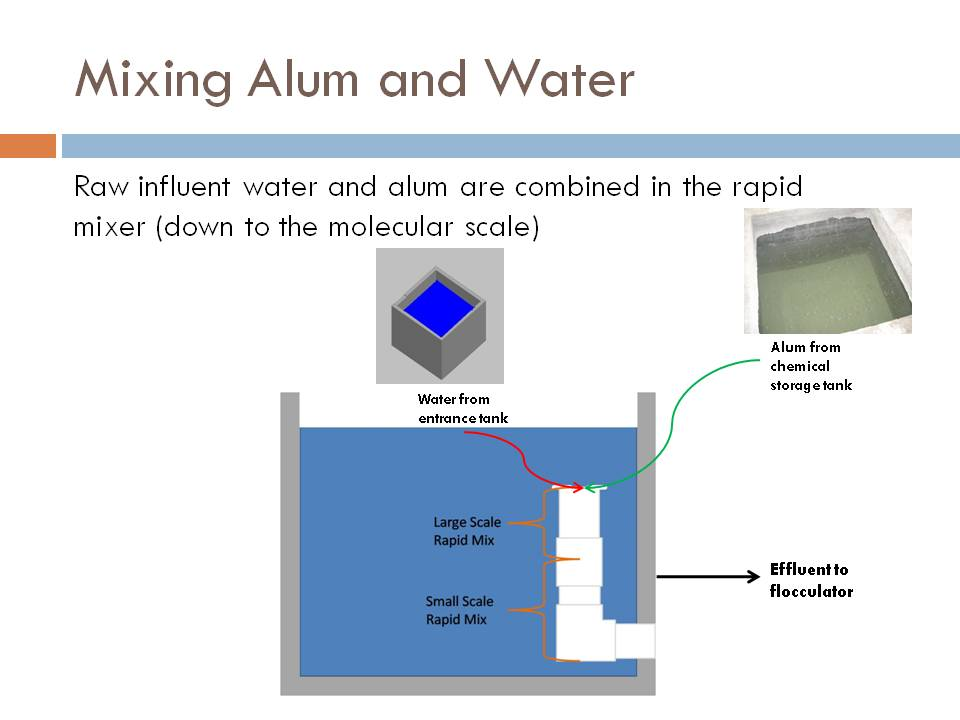 Mixing Alum and Water
Raw influent water and alum are combined in the rapid
mixer (down to the molecular scale)
Alum from
chemical
storage tank
Water from
entrance tank
Large Scale
Rapid Mix
Effluent to
flocculator
Small Scale
Rapid Mix